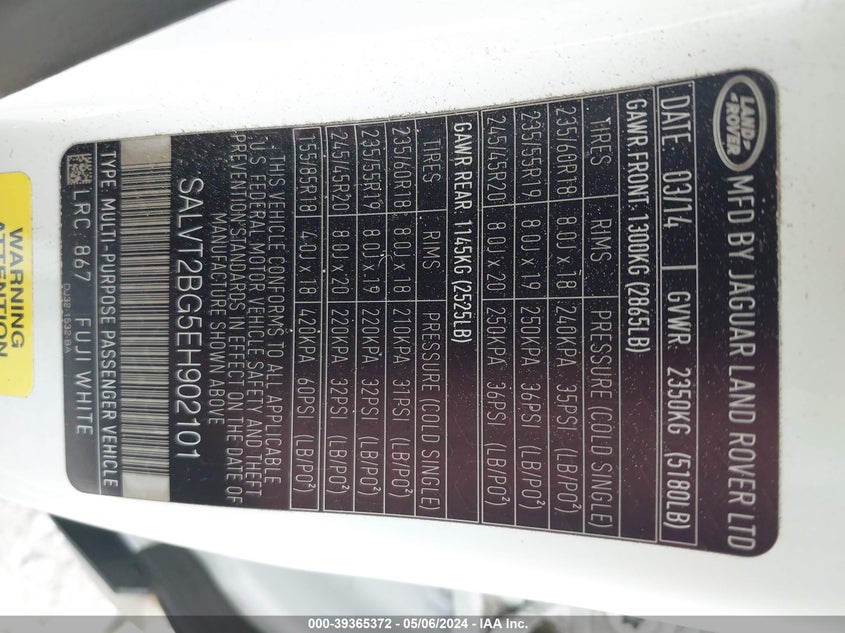 LAND ROVER
MFD BY JAGUAR LAND ROVER LTD
DATE 03/14 GVWR 2350KG (5180LB)
GAWR FRONT: 1300KG (2865LB)
TIRES RIMS PRESSURE (COLD SINGLE)
235/60R18 8.0J x 18 240KPA 35PSI (LB/PO²)
235/55R19 8.0J x 19 250KPA 36PSI (LB/PO²)
245/45R20 8.0J x 20 250KPA 36PSI (LB/PO²)
GAWR REAR: 1145KG (2525LB)
TIRES RIMS PRESSURE (COLD SINGLE)
235/60R18 8.0J x 18 210KPA 31PSI (LB/PO²)
235/55R19 8.0J x 19 220KPA 32PSI (LB/PO²)
245/45R20 8.0J x 20 220KPA 32PSI (LB/PO²)
155/85R18 4.0J x 18 420KPA 60PSI (LB/PO²)
THIS VEHICLE CONFORMS TO ALL APPLICABLE
U.S. FEDERAL MOTOR VEHICLE SAFETY AND THEFT
PREVENTION STANDARDS IN EFFECT ON THE DATE OF
MANUFACTURE SHOWN ABOVE
SALVT2BG5EH902101
TYPE: MULTI-PURPOSE PASSENGER VEHICLE
LRC 867 FUJI WHITE
DJ32 1532 BA
WARNING
ATTENTION
000-39365372 - 05/06/2024 - IAA Inc.